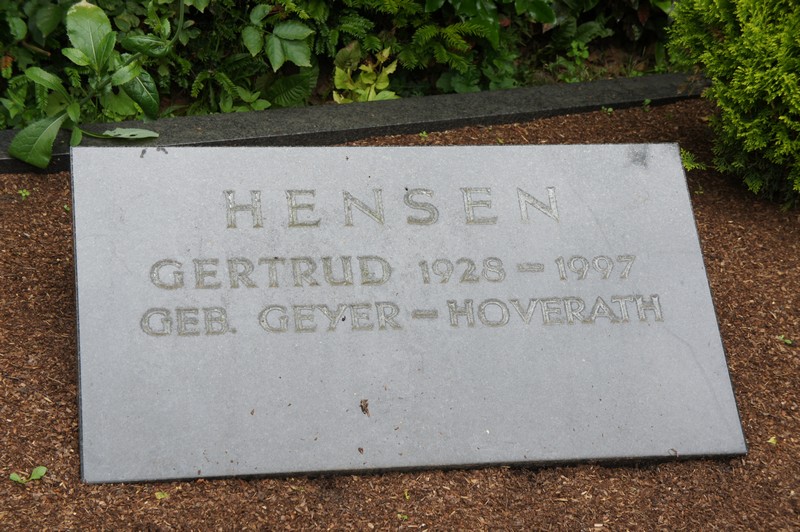 HENSEN
GERTRUD 1928 – 1997
GEB. GEYER – HOVERATH